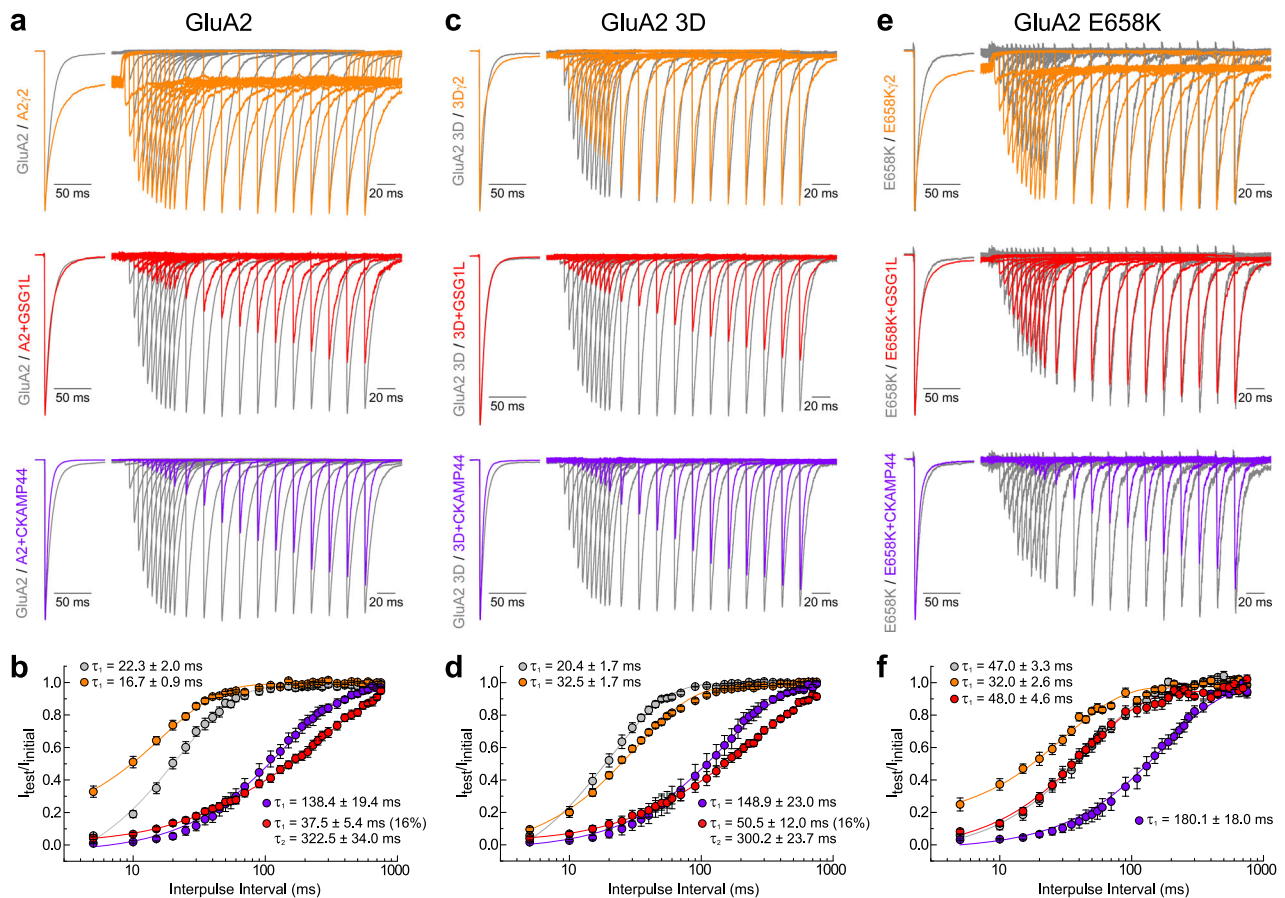 a GluA2
GluA2 / A2γ2
50 ms
20 ms
GluA2 / A2+GSG1L
50 ms
20 ms
GluA2 / A2+CKAMP44
50 ms
20 ms
c GluA2 3D
GluA2 3D / 3Dγ2
50 ms
20 ms
GluA2 3D / 3D+GSG1L
50 ms
20 ms
GluA2 3D / 3D+CKAMP44
50 ms
20 ms
e GluA2 E658K
E658K / E658Kγ2
50 ms
20 ms
E658K / E658K+GSG1L
50 ms
20 ms
E658K / E658K+CKAMP44
50 ms
20 ms
b
τ1 = 22.3 ± 2.0 ms
τ1 = 16.7 ± 0.9 ms
Itest/Iinitial
1.0
0.8
0.6
0.4
0.2
0.0
τ1 = 138.4 ± 19.4 ms
τ1 = 37.5 ± 5.4 ms (16%)
τ2 = 322.5 ± 34.0 ms
10 100 1000
Interpulse Interval (ms)
d
τ1 = 20.4 ± 1.7 ms
τ1 = 32.5 ± 1.7 ms
Itest/Iinitial
1.0
0.8
0.6
0.4
0.2
0.0
τ1 = 148.9 ± 23.0 ms
τ1 = 50.5 ± 12.0 ms (16%)
τ2 = 300.2 ± 23.7 ms
10 100 1000
Interpulse Interval (ms)
f
τ1 = 47.0 ± 3.3 ms
τ1 = 32.0 ± 2.6 ms
τ1 = 48.0 ± 4.6 ms
Itest/Iinitial
1.0
0.8
0.6
0.4
0.2
0.0
τ1 = 180.1 ± 18.0 ms
10 100 1000
Interpulse Interval (ms)